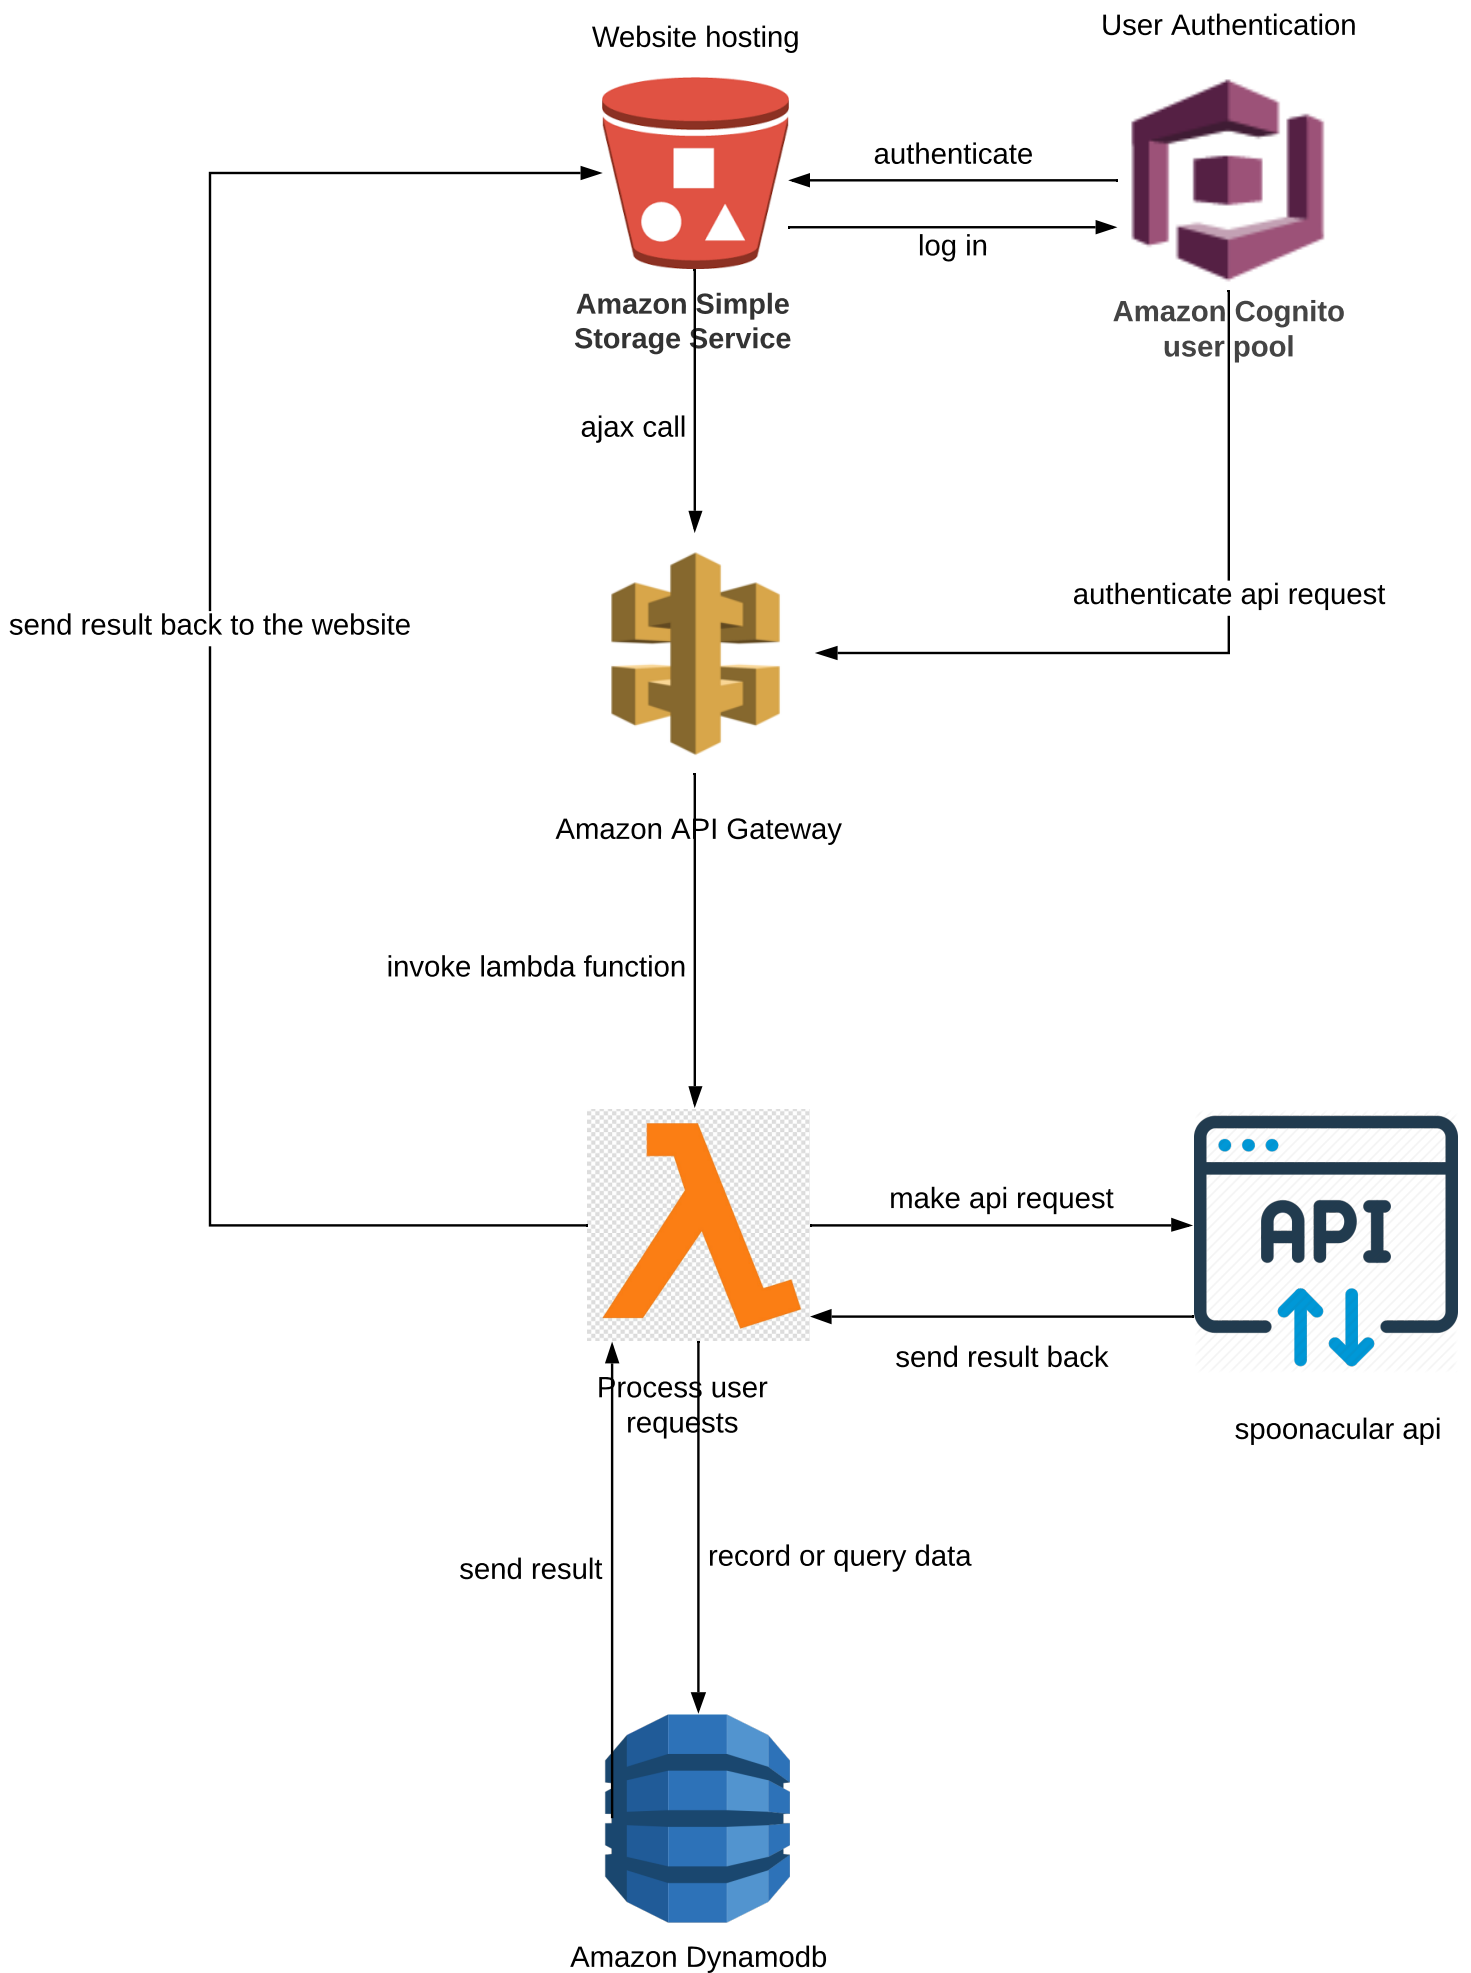 User Authentication
Website hosting
authenticate
log in
Amazon Simple
Storage Service
Amazon Cognito
user pool
ajax call
authenticate api request
send result back to the website
Amazon API Gateway
invoke lambda function
make api request
API
send result back
Process user
requests
spoonacular api
record or query data
send result
Amazon Dynamodb